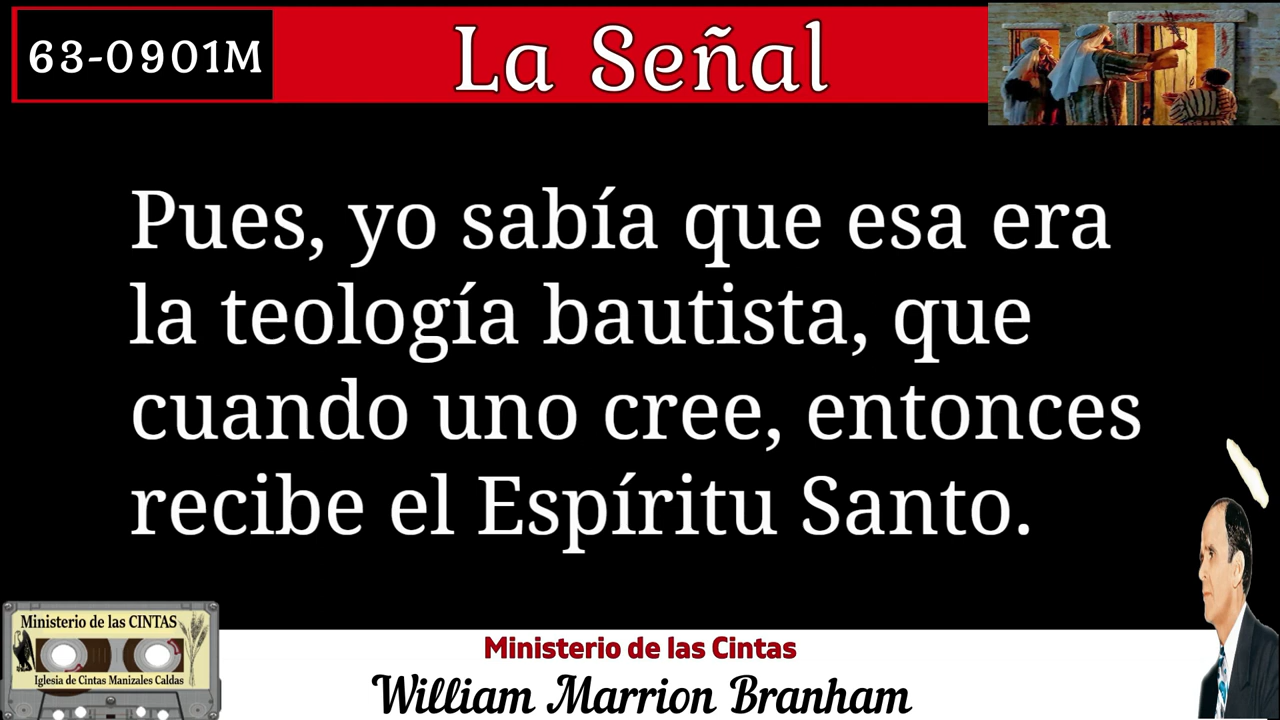 63-0901M
La Señal
Pues, yo sabía que esa era
la teología bautista, que
cuando uno cree, entonces
recibe el Espíritu Santo.
Ministerio de las CINTAS
Iglesia de Cintas Manizales Caldas
Ministerio de las Cintas
William Marrion Branham